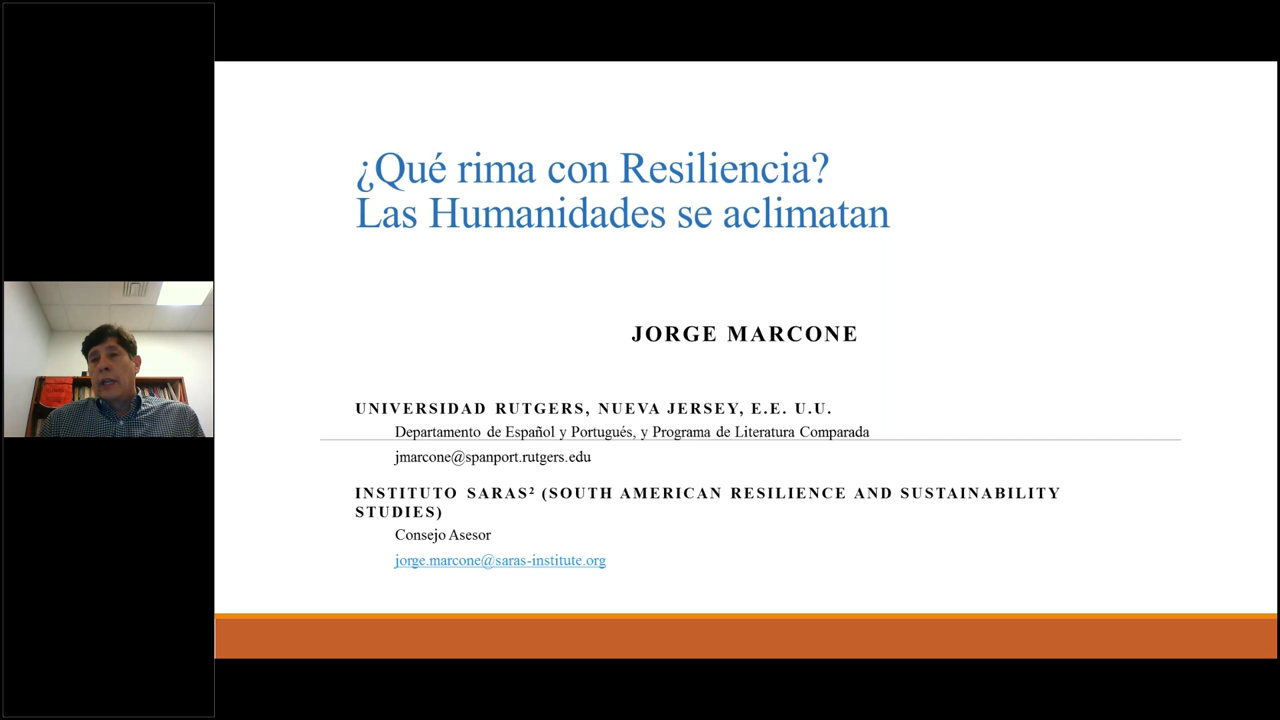 ¿Qué rima con Resiliencia?
Las Humanidades se aclimatan
JORGE MARCONE
UNIVERSIDAD RUTGERS, NUEVA JERSEY, E.E. U.U.
Departamento de Español y Portugués, y Programa de Literatura Comparada
jmarcone@spanport.rutgers.edu
INSTITUTO SARAS² (SOUTH AMERICAN RESILIENCE AND SUSTAINABILITY
STUDIES)
Consejo Asesor
jorge.marcone@saras-institute.org